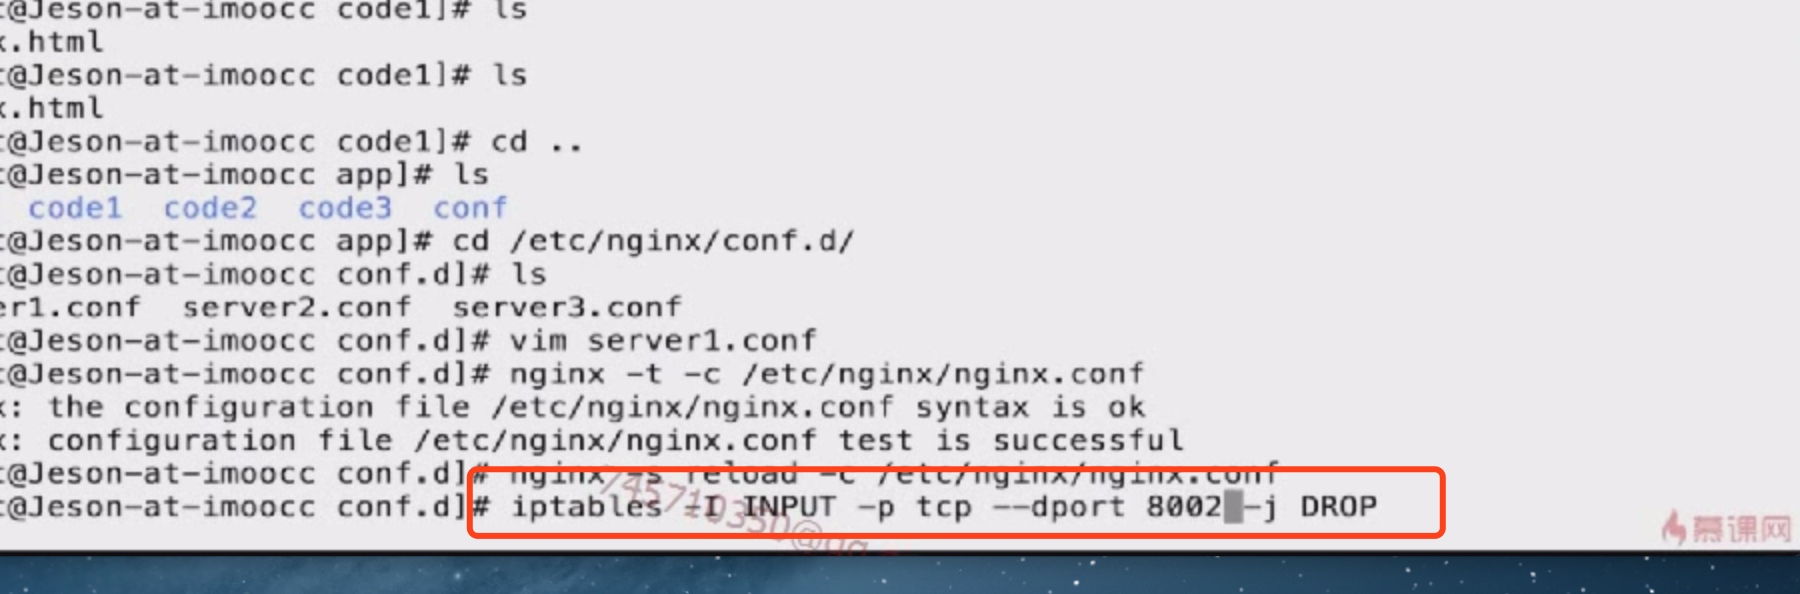 t@Jeson-at-imoocc code1]# ls
x.html
t@Jeson-at-imoocc code1]# ls
x.html
t@Jeson-at-imoocc code1]# cd ..
t@Jeson-at-imoocc app]# ls
code1 code2 code3 conf
t@Jeson-at-imoocc app]# cd /etc/nginx/conf.d/
t@Jeson-at-imoocc conf.d]# ls
er1.conf server2.conf server3.conf
t@Jeson-at-imoocc conf.d]# vim server1.conf
t@Jeson-at-imoocc conf.d]# nginx -t -c /etc/nginx/nginx.conf
x: the configuration file /etc/nginx/nginx.conf syntax is ok
x: configuration file /etc/nginx/nginx.conf test is successful
t@Jeson-at-imoocc conf.d]# nginx -s reload -c /etc/nginx/nginx.conf
t@Jeson-at-imoocc conf.d]# iptables -I INPUT -p tcp --dport 8002 -j DROP
慕课网